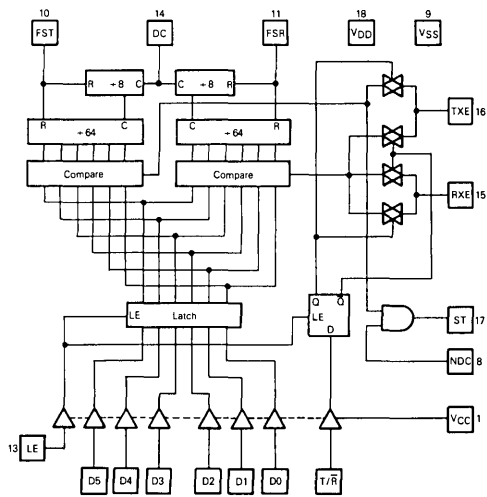 10 14 11 18 9
FST DC FSR VDD VSS
R ÷ 8 C C ÷ 8 R
TXE 16
R C C R
÷ 64 ÷ 64
Compare Compare
RXE 15
Q Q̅
LE Latch LE
D
ST 17
NDC 8
VCC 1
13 LE
D5 D4 D3 D2 D1 D0 T/R̅